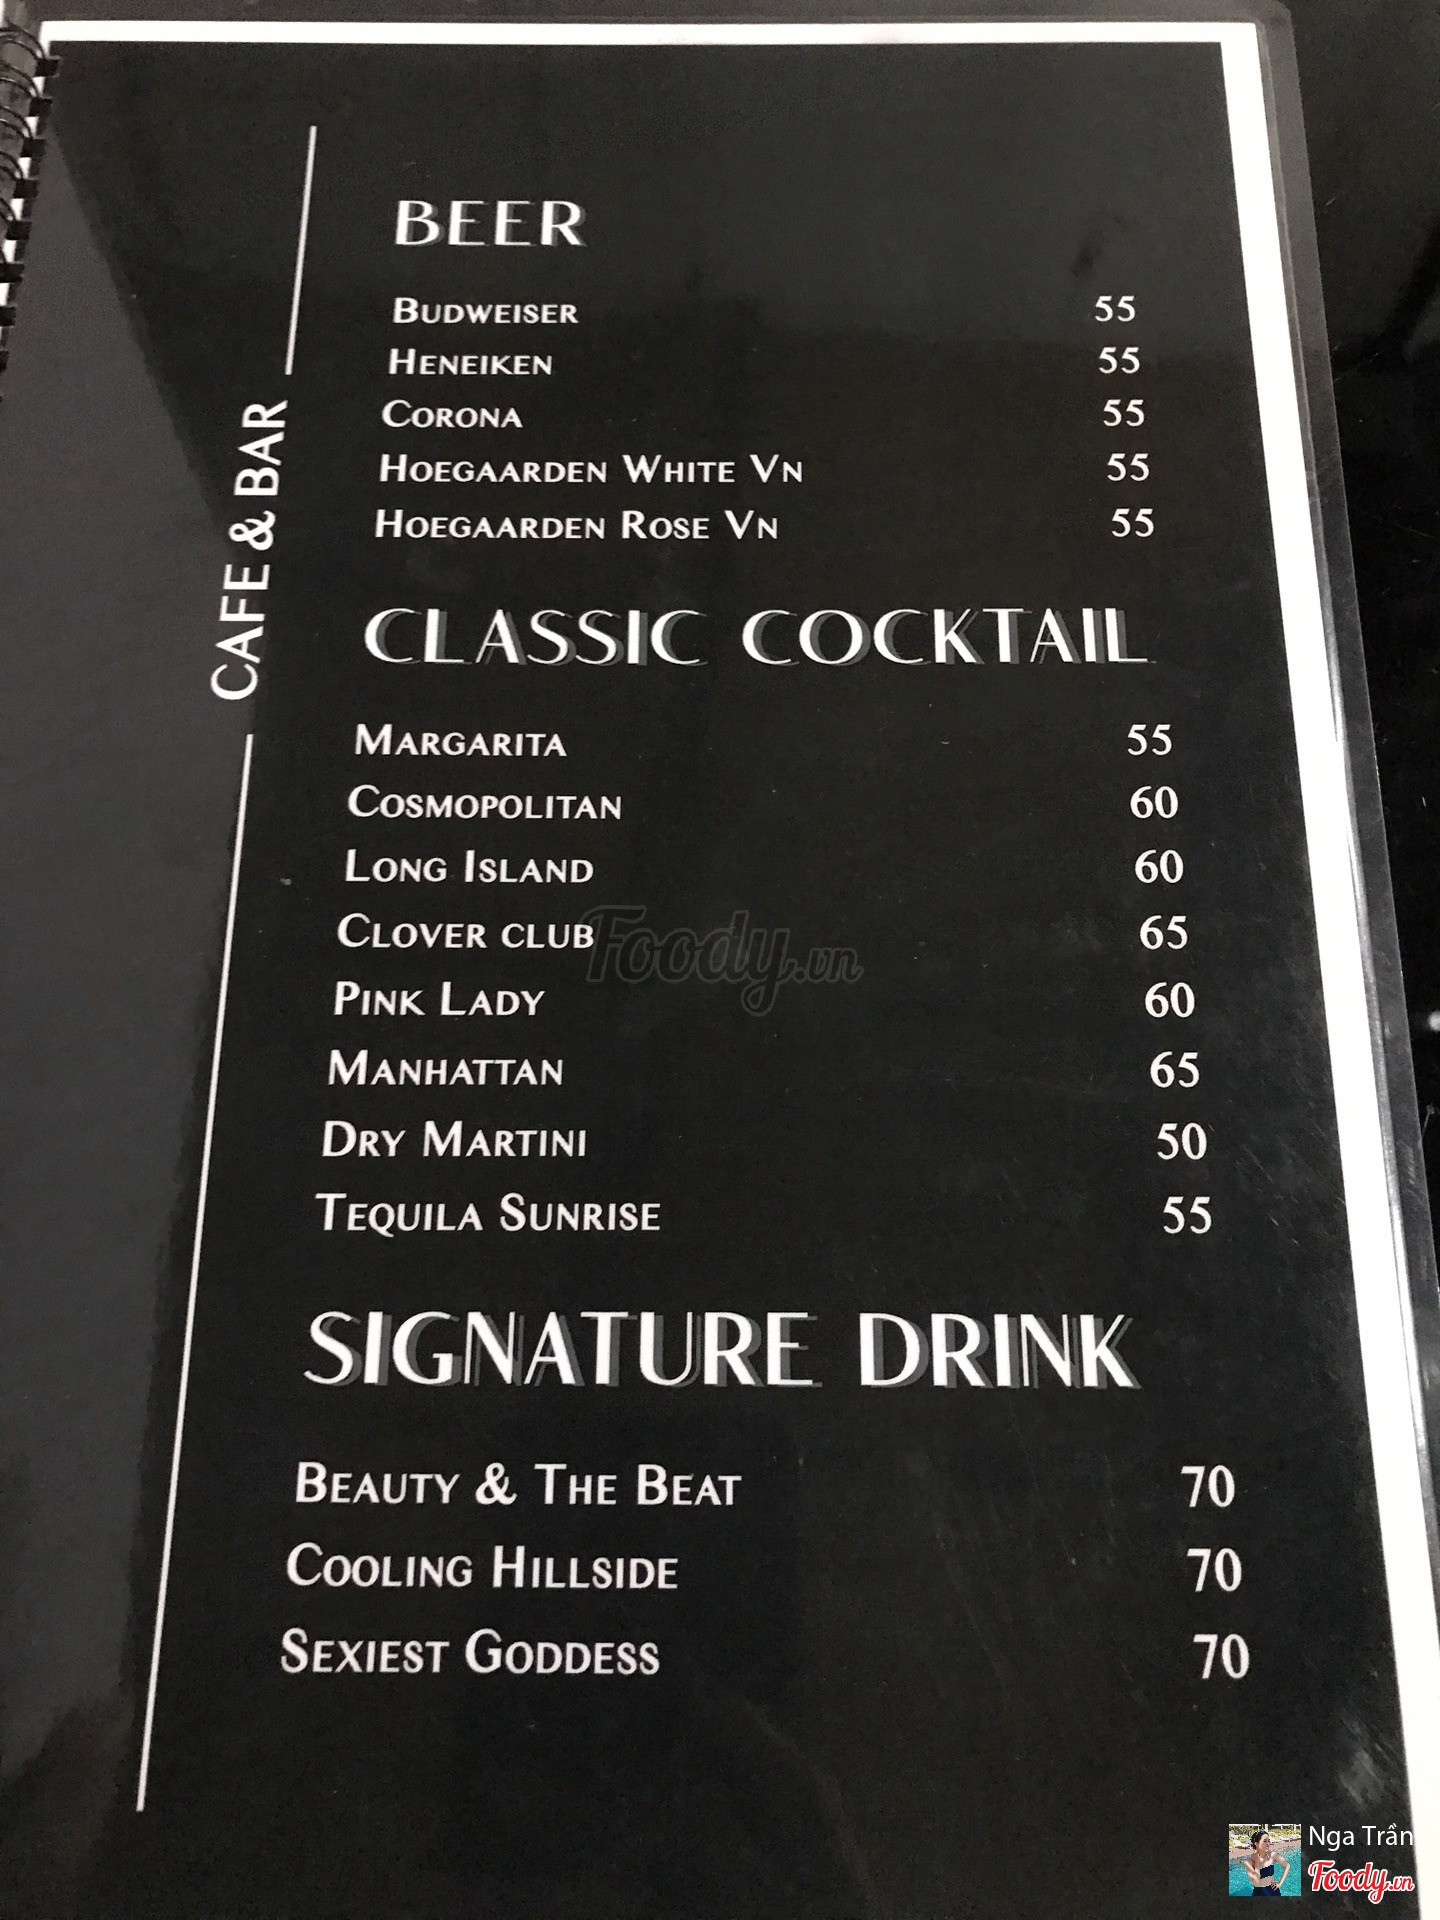 CAFE & BAR
BEER
BUDWEISER 55
HENEIKEN 55
CORONA 55
HOEGAARDEN WHITE VN 55
HOEGAARDEN ROSE VN 55
CLASSIC COCKTAIL
MARGARITA 55
COSMOPOLITAN 60
LONG ISLAND 60
CLOVER CLUB 65
PINK LADY 60
MANHATTAN 65
DRY MARTINI 50
TEQUILA SUNRISE 55
SIGNATURE DRINK
BEAUTY & THE BEAT 70
COOLING HILLSIDE 70
SEXIEST GODDESS 70
Foody.vn
Nga Trần
Foody.vn